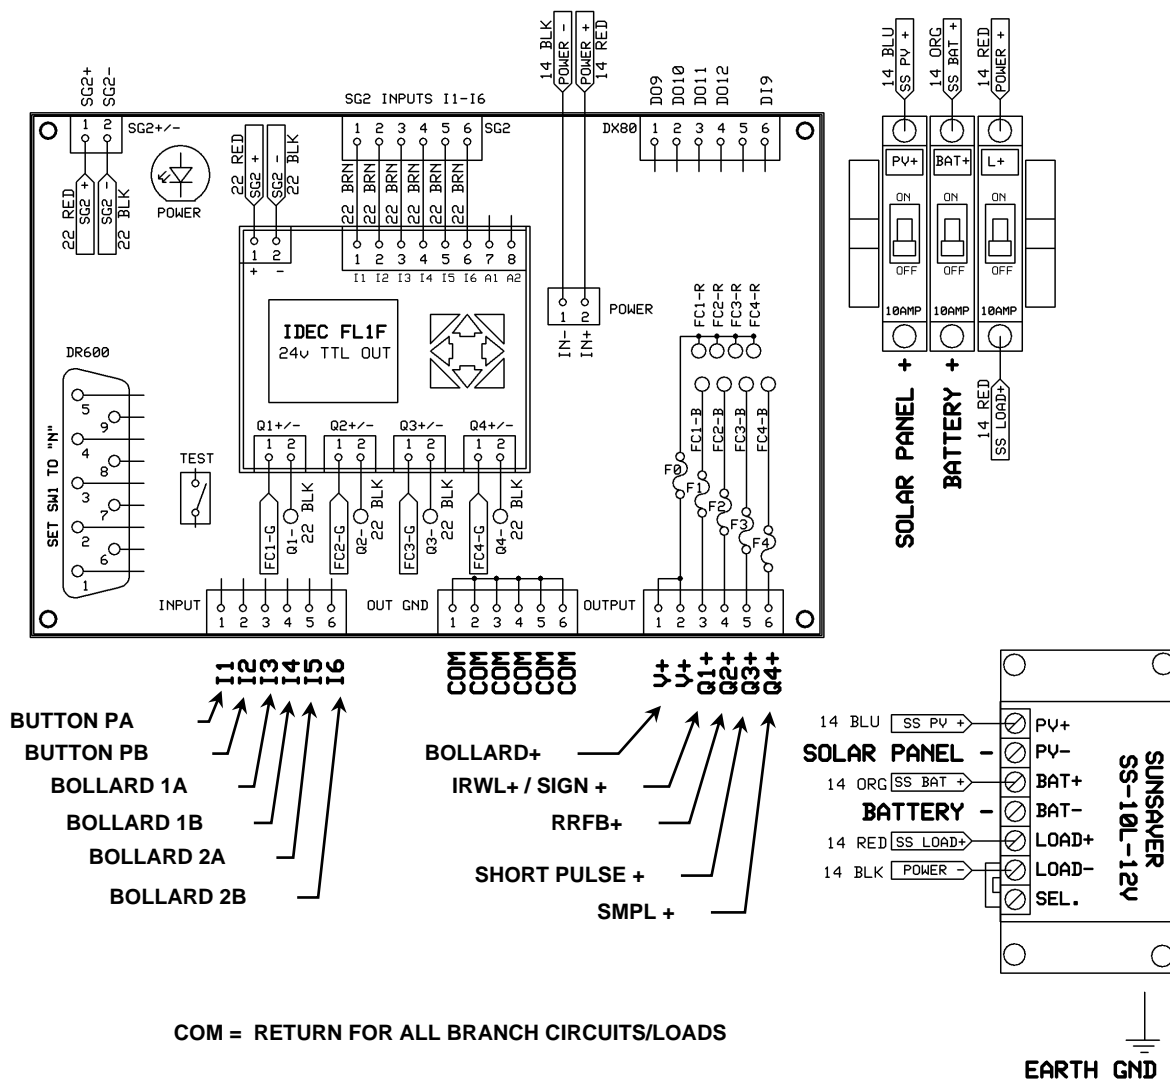 14 BLK
POWER -
POWER +
14 RED
14 BLU
SS PV +
14 ORG
SS BAT +
14 RED
POWER +
SG2+
SG2-
SG2 INPUTS I1-I6
DO9
DO10
DO11
DO12
DI9
1 2
SG2+/-
22 RED
SG2 +
SG2 -
22 BLK
1 2 3 4 5 6
SG2
DX80
1 2 3 4 5 6
PV+
BAT+
L+
22 RED
SG2 +
SG2 -
22 BLK
POWER
22 BRN
22 BRN
22 BRN
22 BRN
22 BRN
22 BRN
ON
ON
ON
OFF
OFF
OFF
1 2
+ -
1 2 3 4 5 6 7 8
I1 I2 I3 I4 I5 I6 A1 A2
10AMP
10AMP
10AMP
1 2
POWER
IN-
IN+
FC1-R
FC2-R
FC3-R
FC4-R
IDEC FL1F
24v TTL OUT
SOLAR PANEL +
BATTERY +
14 RED
SS LOAD+
DR600
5
9
4
8
3
7
2
6
1
SET SW1 TO "N"
TEST
Q1+/-
Q2+/-
Q3+/-
Q4+/-
1 2
1 2
1 2
1 2
FC1-B
FC2-B
FC3-B
FC4-B
F0
F1
F2
F3
F4
FC1-G
Q1-
22 BLK
FC2-G
Q2-
22 BLK
FC3-G
Q3-
22 BLK
FC4-G
Q4-
22 BLK
INPUT
1 2 3 4 5 6
OUT GND
1 2 3 4 5 6
OUTPUT
1 2 3 4 5 6
I1
I2
I3
I4
I5
I6
COM
COM
COM
COM
COM
COM
V+
V+
Q1+
Q2+
Q3+
Q4+
BUTTON PA
BUTTON PB
BOLLARD 1A
BOLLARD 1B
BOLLARD 2A
BOLLARD 2B
BOLLARD+
IRWL+ / SIGN +
RRFB+
SHORT PULSE +
SMPL +
14 BLU
SS PV +
PV+
SOLAR PANEL -
PV-
14 ORG
SS BAT +
BAT+
BATTERY -
BAT-
14 RED
SS LOAD+
LOAD+
14 BLK
POWER -
LOAD-
SEL.
SUNSAVER
SS-10L-12V
COM = RETURN FOR ALL BRANCH CIRCUITS/LOADS
EARTH GND